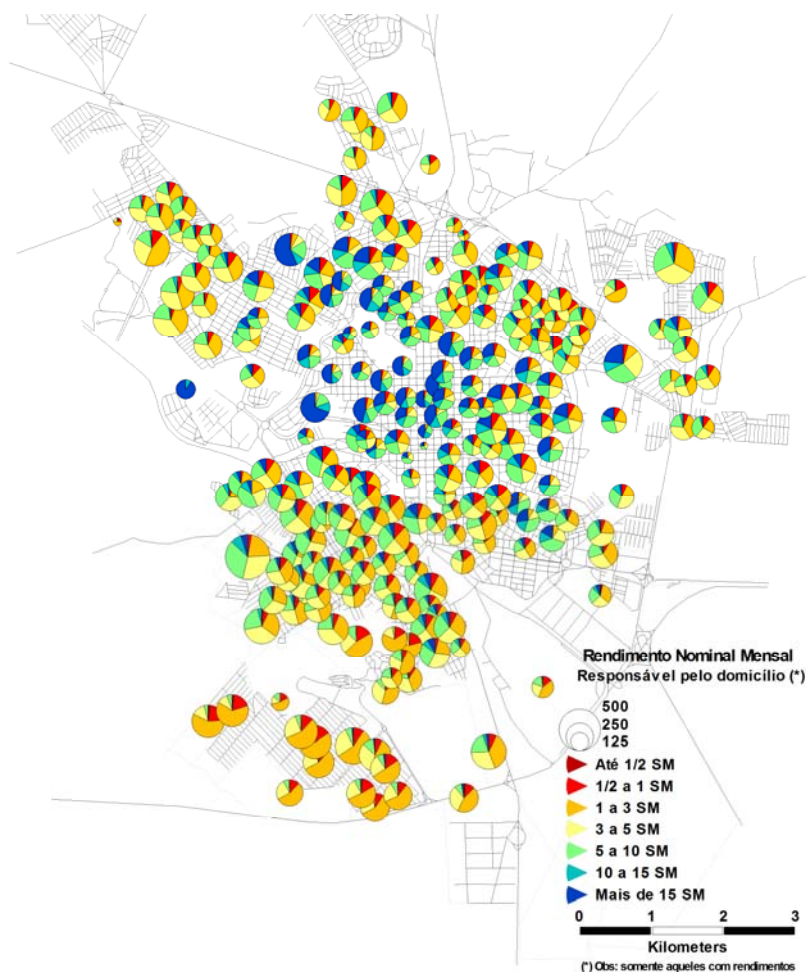 Rendimento Nominal Mensal
Responsável pelo domicílio (*)
500
250
125
Até 1/2 SM
1/2 a 1 SM
1 a 3 SM
3 a 5 SM
5 a 10 SM
10 a 15 SM
Mais de 15 SM
0 1 2 3
Kilometers
(*) Obs: somente aqueles com rendimentos